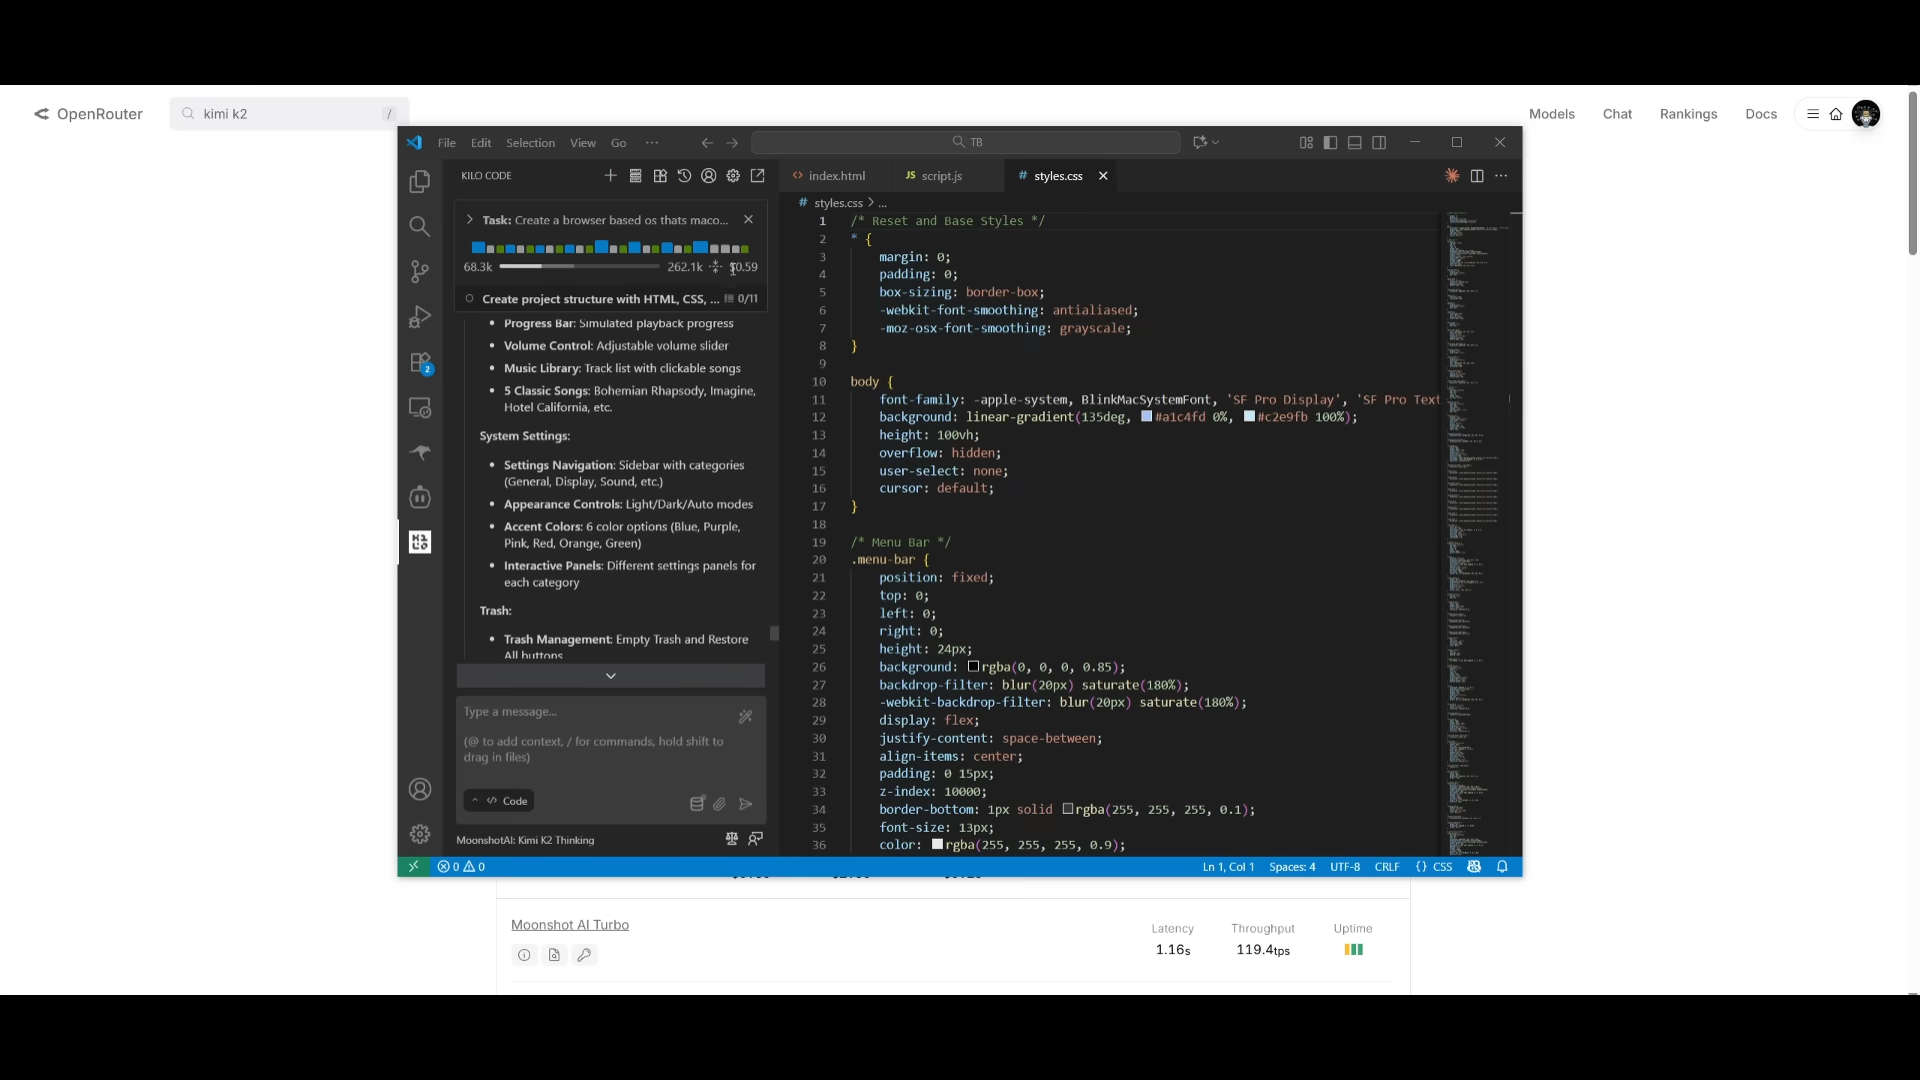 OpenRouter
kimi k2
/
Models
Chat
Rankings
Docs
File Edit Selection View Go ···
TB
KILO CODE
Task: Create a browser based os thats maco...
68.3k
262.1k
$0.59
Create project structure with HTML, CSS, ...
0/11
• Progress Bar: Simulated playback progress
• Volume Control: Adjustable volume slider
• Music Library: Track list with clickable songs
• 5 Classic Songs: Bohemian Rhapsody, Imagine,
Hotel California, etc.
System Settings:
• Settings Navigation: Sidebar with categories
(General, Display, Sound, etc.)
• Appearance Controls: Light/Dark/Auto modes
• Accent Colors: 6 color options (Blue, Purple,
Pink, Red, Orange, Green)
• Interactive Panels: Different settings panels for
each category
Trash:
• Trash Management: Empty Trash and Restore
All buttons
Type a message...
(@ to add context, / for commands, hold shift to
drag in files)
Code
MoonshotAI: Kimi K2 Thinking
2
KILO
index.html
JS script.js
# styles.css
# styles.css > ...
1 /* Reset and Base Styles */
2 * {
3 margin: 0;
4 padding: 0;
5 box-sizing: border-box;
6 -webkit-font-smoothing: antialiased;
7 -moz-osx-font-smoothing: grayscale;
8 }
9
10 body {
11 font-family: -apple-system, BlinkMacSystemFont, 'SF Pro Display', 'SF Pro Text
12 background: linear-gradient(135deg, #a1c4fd 0%, #c2e9fb 100%);
13 height: 100vh;
14 overflow: hidden;
15 user-select: none;
16 cursor: default;
17 }
18
19 /* Menu Bar */
20 .menu-bar {
21 position: fixed;
22 top: 0;
23 left: 0;
24 right: 0;
25 height: 24px;
26 background: rgba(0, 0, 0, 0.85);
27 backdrop-filter: blur(20px) saturate(180%);
28 -webkit-backdrop-filter: blur(20px) saturate(180%);
29 display: flex;
30 justify-content: space-between;
31 align-items: center;
32 padding: 0 15px;
33 z-index: 10000;
34 border-bottom: 1px solid rgba(255, 255, 255, 0.1);
35 font-size: 13px;
36 color: rgba(255, 255, 255, 0.9);
0 0
Ln 1, Col 1
Spaces: 4
UTF-8
CRLF
{ } CSS
Moonshot AI Turbo
Latency
Throughput
Uptime
1.16s
119.4tps